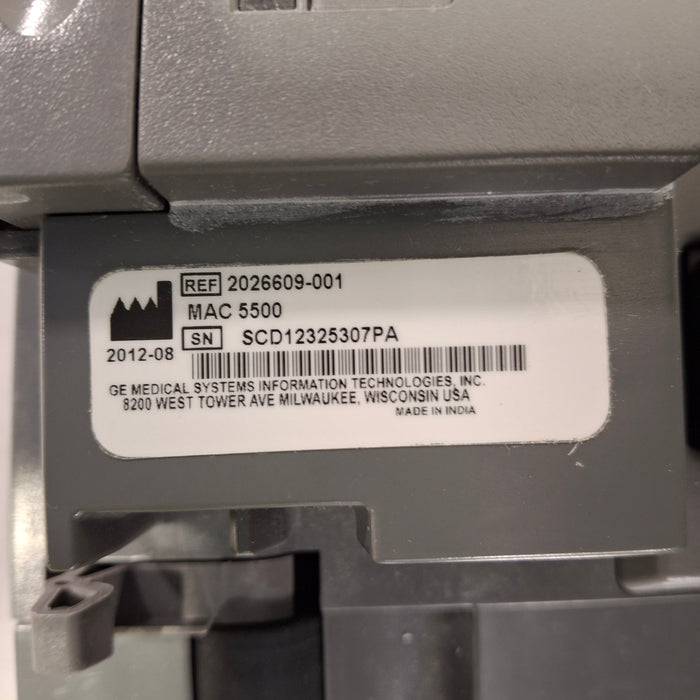 REF 2026609-001
MAC 5500
SN SCD12325307PA
2012-08
GE MEDICAL SYSTEMS INFORMATION TECHNOLOGIES, INC.
8200 WEST TOWER AVE MILWAUKEE, WISCONSIN USA
MADE IN INDIA